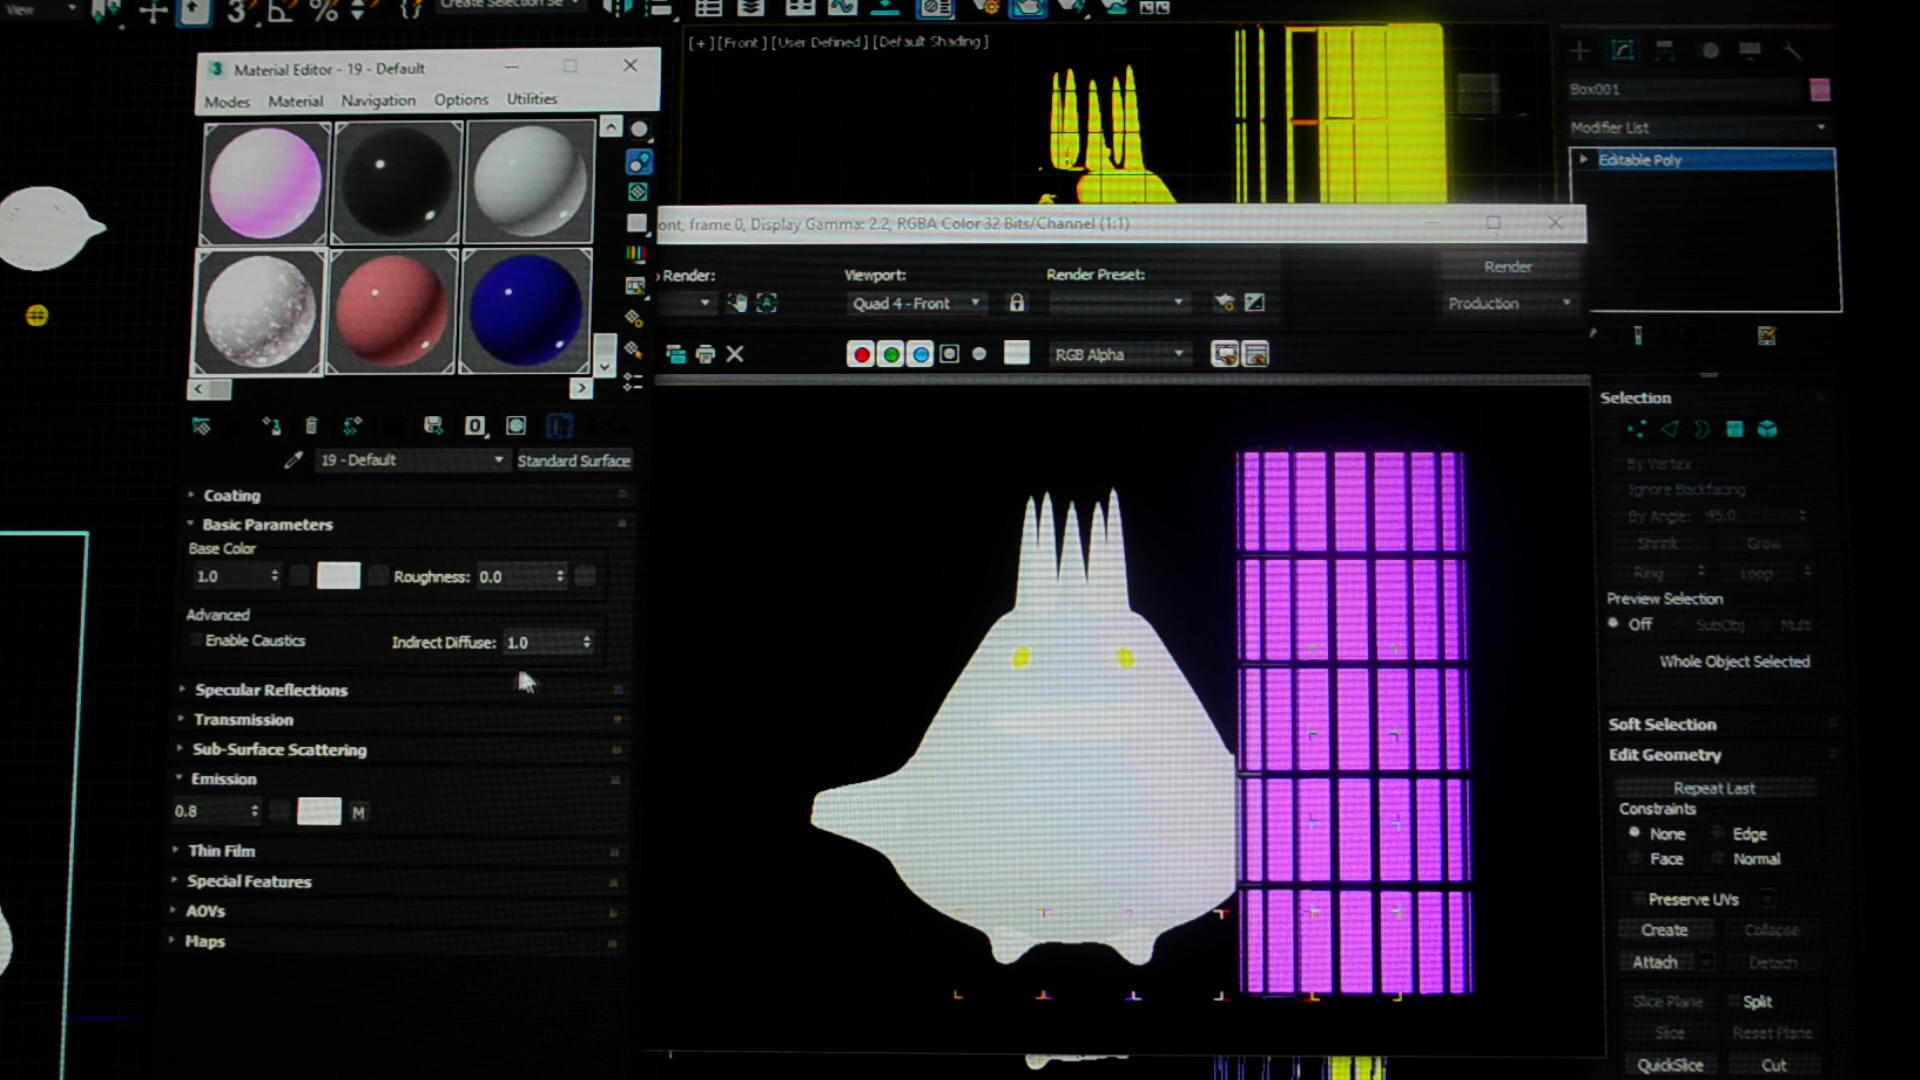 View
Create Selection Se
[+] [Front] [User Defined] [Default Shading]
3 Material Editor - 19 - Default
Modes Material Navigation Options Utilities
Box001
Modifier List
Editable Poly
ont, frame 0, Display Gamma: 2.2, RGBA Color 32 Bits/Channel (1:1)
Render:
Viewport:
Render Preset:
Render
Quad 4 - Front
Production
RGB Alpha
19 - Default
Standard Surface
Coating
Basic Parameters
Base Color
1.0
Roughness: 0.0
Advanced
Enable Caustics
Indirect Diffuse: 1.0
Specular Reflections
Transmission
Sub-Surface Scattering
Emission
0.8
M
Thin Film
Special Features
AOVs
Maps
Selection
By Vertex
Ignore Backfacing
By Angle: 45.0
Shrink Grow
Ring Loop
Preview Selection
Off SubObj Multi
Whole Object Selected
Soft Selection
Edit Geometry
Repeat Last
Constraints
None Edge
Face Normal
Preserve UVs
Create Collapse
Attach Detach
Slice Plane Split
Slice Reset Plane
QuickSlice Cut